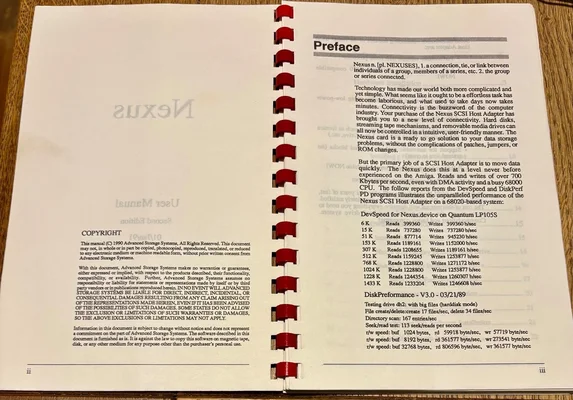 Nexus
User Manual
Second Edition
COPYRIGHT
This manual (C) 1990 Advanced Storage Systems, All Rights Reserved. This document
may not, in whole or in part be copied, photocopied, reproduced, translated, or reduced
to any electronic medium or machine readable form, without prior written consent from
Advanced Storage Systems.
With this document, Advanced Storage Systems makes no warrantee or guarantee,
either expressed or implied, with respect to the products described, their functionality,
compatibility, or availability. Further, Advanced Storage Systems assume no
responsibility or liability for statements or representations made by itself or by third
party vendors or in publications reproduced herein. IN NO EVENT WILL ADVANCED
STORAGE SYSTEMS BE LIABLE FOR DIRECT, INDIRECT, INCIDENTAL, OR
CONSEQUENTIAL DAMAGES RESULTING FROM ANY CLAIM ARISING OUT
OF THE REPRESENTATIONS MADE HEREIN, EVEN IF IT HAS BEEN ADVISED
OF THE POSSIBILITIES OF SUCH DAMAGES. SOME STATES DO NOT ALLOW
THE EXCLUSION OR LIMITATIONS OF SUCH WARRANTIES OR DAMAGES,
SO THE ABOVE EXCLUSIONS OR LIMITATIONS MAY NOT APPLY.
Information in this document is subject to change without notice and does not represent
a commitment on the part of Advanced Storage Systems. The software described in this
document is furnished as is. It is against the law to copy this software on magnetic tape,
disk, or any other medium for any purpose other than the purchaser's personal use.
ii
Preface
Nexus n. [pl. NEXUSES], 1. a connection, tie, or link between
individuals of a group, members of a series, etc. 2. the group
or series connected.
Technology has made our world both more complicated and
yet simple. What seems like it ought to be a effortless task has
become laborious, and what used to take days now takes
minutes. Connectivity is the buzzword of the computer
industry. Your purchase of the Nexus SCSI Host Adapter has
brought you to a new level of connectivity. Hard disks,
streaming tape mechanisms, and removable media drives can
all now be controlled in a intuitive, user-friendly manner. The
Nexus card is a ready to go solution to your data storage
problems, without the complications of patches, jumpers, or
ROM changes.
But the primary job of a SCSI Host Adapter is to move data
quickly. The Nexus does this at a level never before
experienced on the Amiga. Reads and writes of over 700
Kbytes per second, even with DMA activity and a busy 68000
CPU. The follow reports from the DevSpeed and DiskPerf
PD programs illustrate the unparalleled performance of the
Nexus SCSI Host Adapter on a 68020-based system:
DevSpeed for Nexus.device on Quantum LP105S
6 K Reads 399360 Writes 399360 bytes/sec
15 K Reads 737280 Writes 737280 bytes/sec
51 K Reads 877714 Writes 945230 bytes/sec
153 K Reads 1189161 Writes 1152000 bytes/sec
307 K Reads 1208655 Writes 1189161 bytes/sec
512 K Reads 1159245 Writes 1253877 bytes/sec
768 K Reads 1228800 Writes 1271172 bytes/sec
1024 K Reads 1228800 Writes 1255877 bytes/sec
1228 K Reads 1264534 Writes 1260307 bytes/sec
1433 K Reads 1233204 Writes 1246608 bytes/sec
DiskPerformance - V3.0 - 03/21/89
Testing drive dh2: with big files (harddisk mode)
File create/delete:create 17 files/sec, delete 34 files/sec
Directory scan: 167 entries/sec
Seek/read test: 113 seek/reads per second
r/w speed: buf 1024 bytes, rd 59918 byte/sec, wr 57719 byte/sec
r/w speed: buf 8192 bytes, rd 361577 byte/sec, wr 273541 byte/sec
r/w speed: buf 32768 bytes, rd 806596 byte/sec, wr 361577 byte/sec
iii